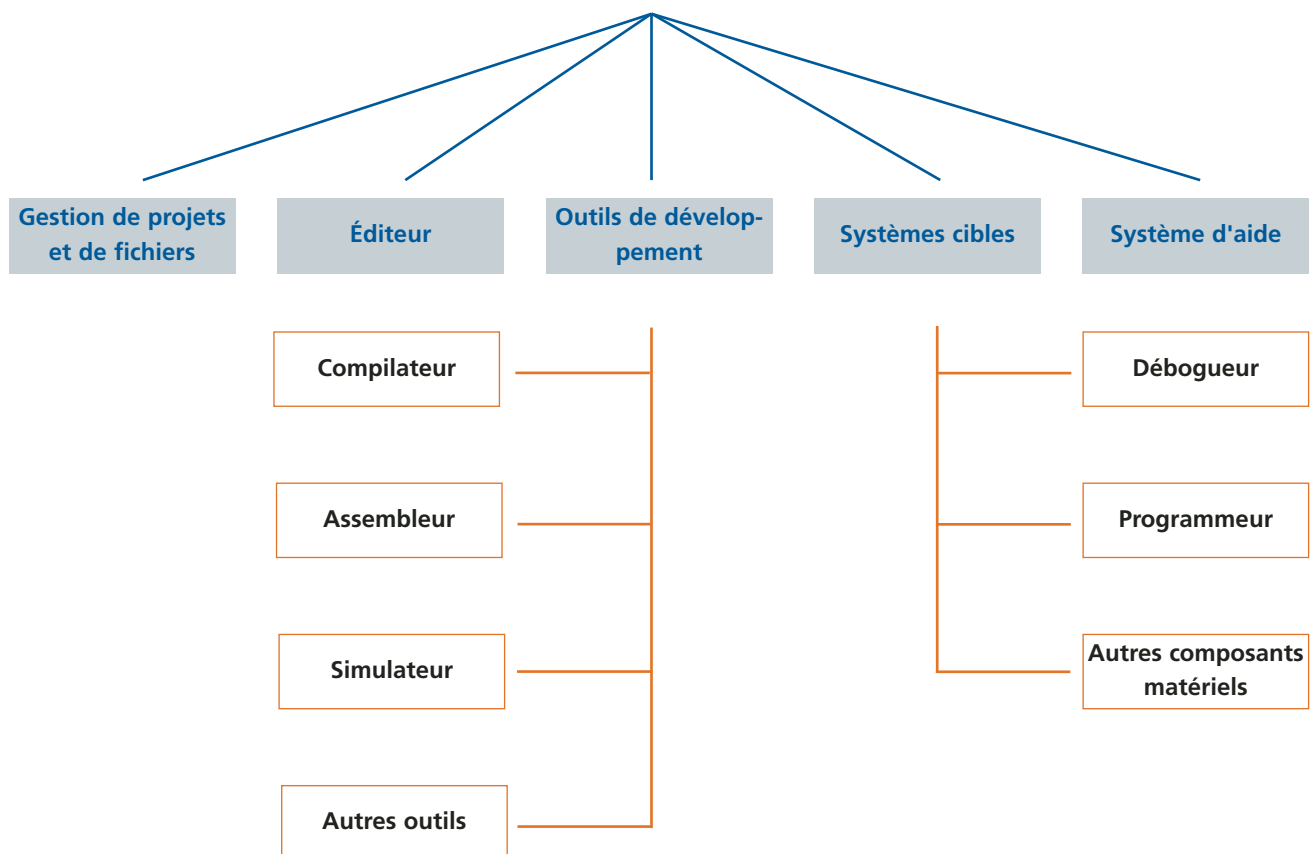 Gestion de projets
et de fichiers
Éditeur
Outils de dévelop-
pement
Systèmes cibles
Système d'aide
Compilateur
Débogueur
Assembleur
Programmeur
Simulateur
Autres composants
matériels
Autres outils